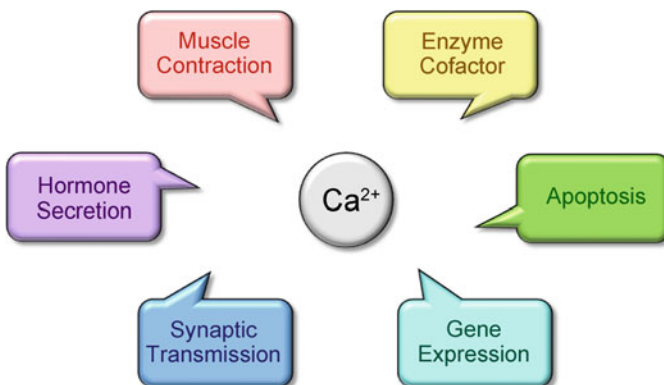 Muscle
Contraction
Enzyme
Cofactor
Hormone
Secretion
Ca²⁺
Apoptosis
Synaptic
Transmission
Gene
Expression